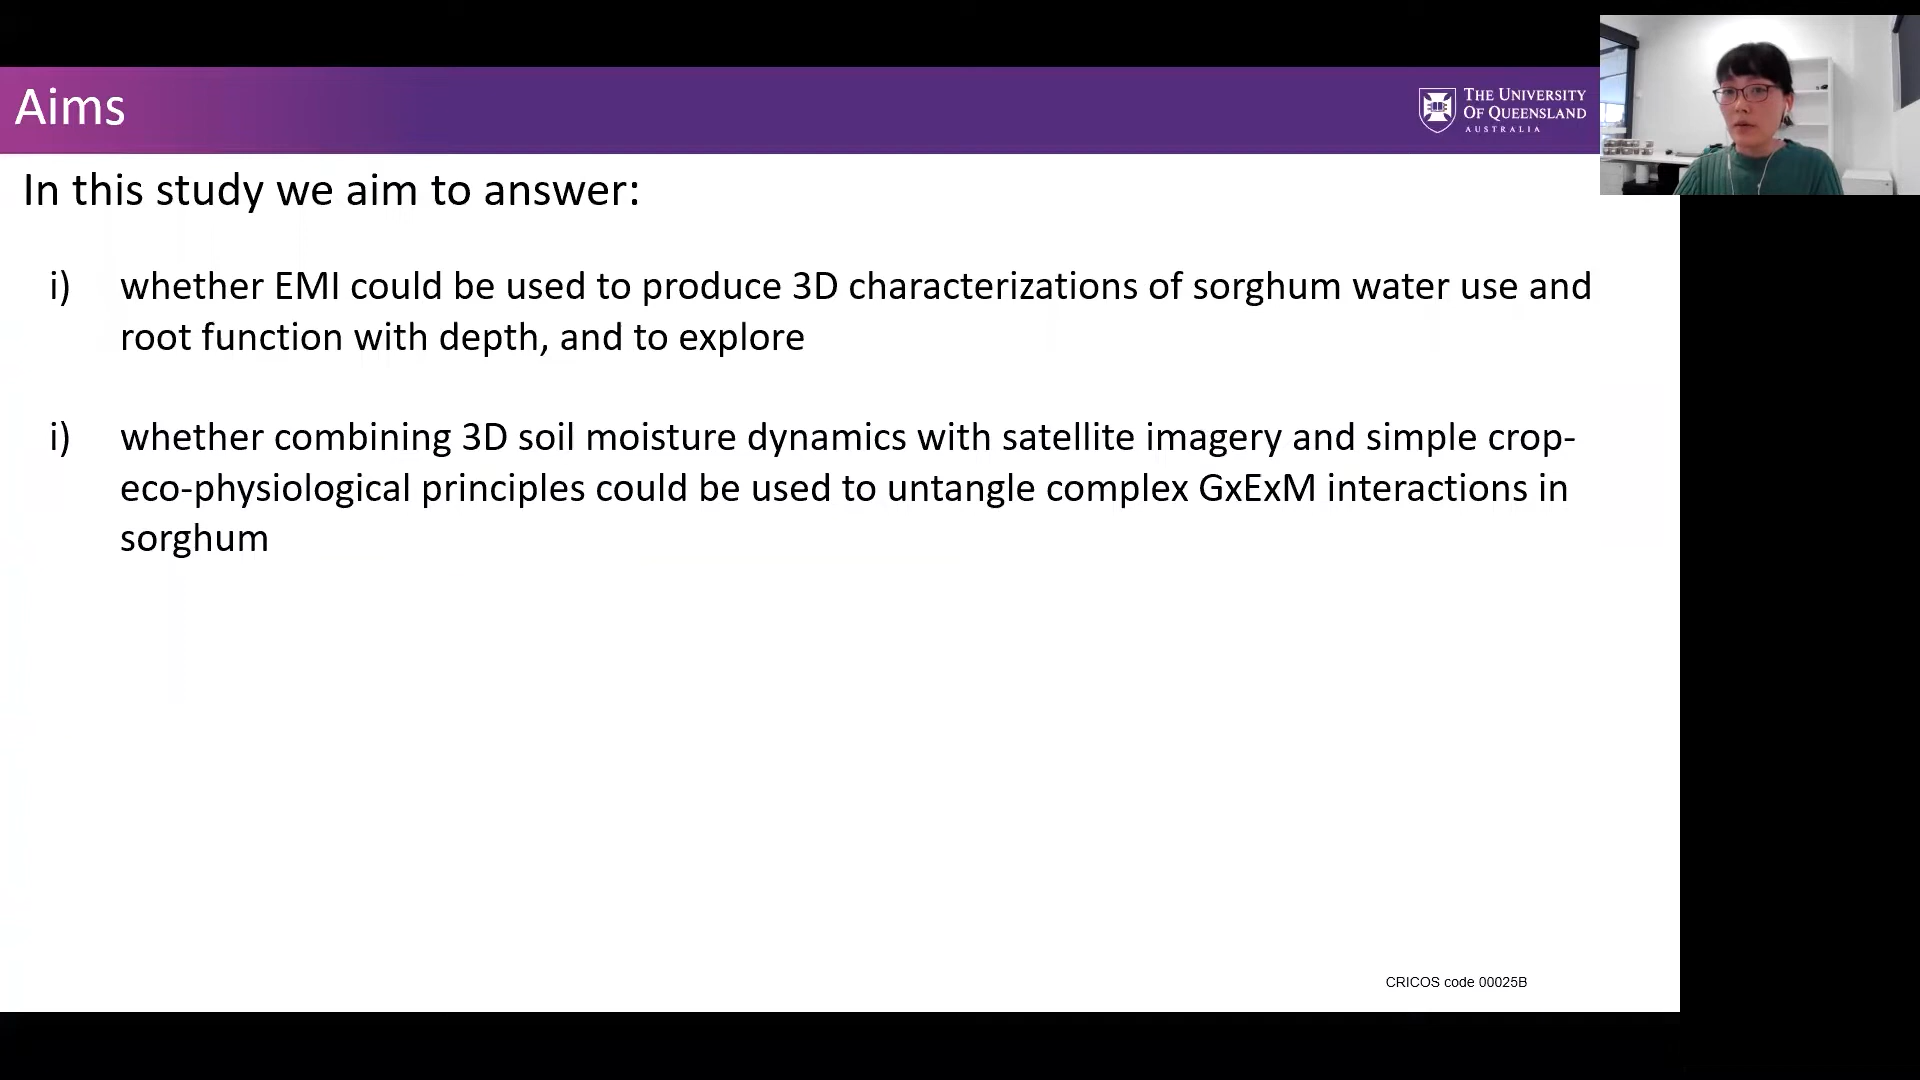 Aims
THE UNIVERSITY
OF QUEENSLAND
AUSTRALIA
In this study we aim to answer:
i) whether EMI could be used to produce 3D characterizations of sorghum water use and
root function with depth, and to explore
i) whether combining 3D soil moisture dynamics with satellite imagery and simple crop-
eco-physiological principles could be used to untangle complex GxExM interactions in
sorghum
CRICOS code 00025B